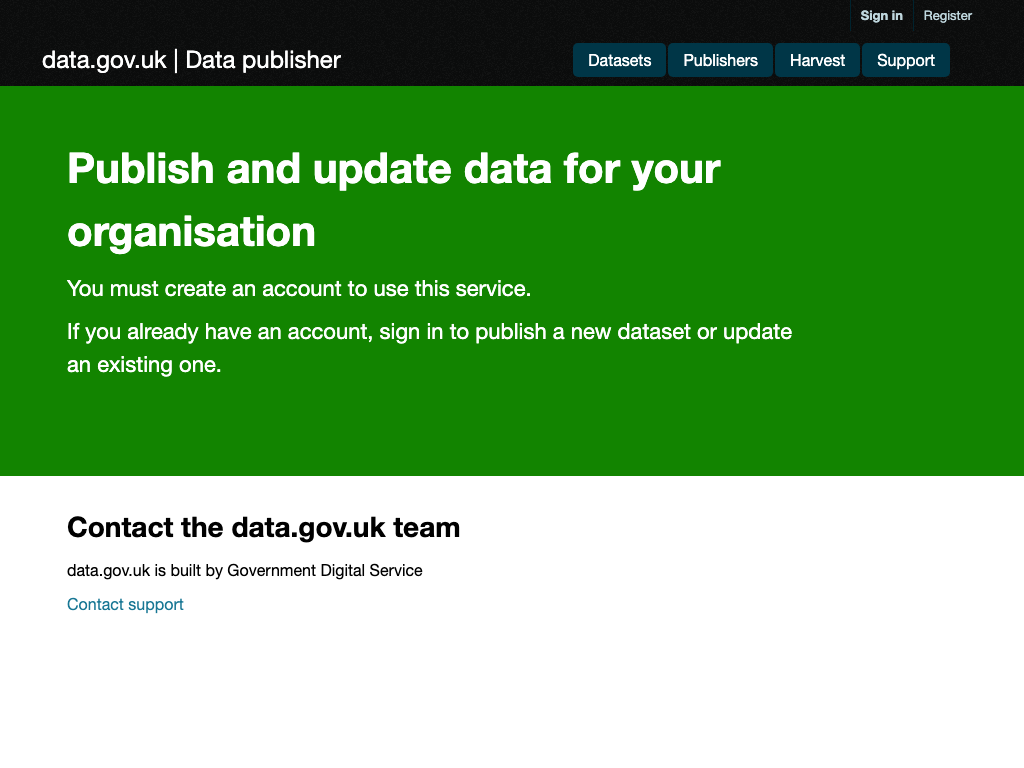 Sign in
Register
data.gov.uk | Data publisher
Datasets
Publishers
Harvest
Support
Publish and update data for your
organisation
You must create an account to use this service.
If you already have an account, sign in to publish a new dataset or update
an existing one.
Contact the data.gov.uk team
data.gov.uk is built by Government Digital Service
Contact support